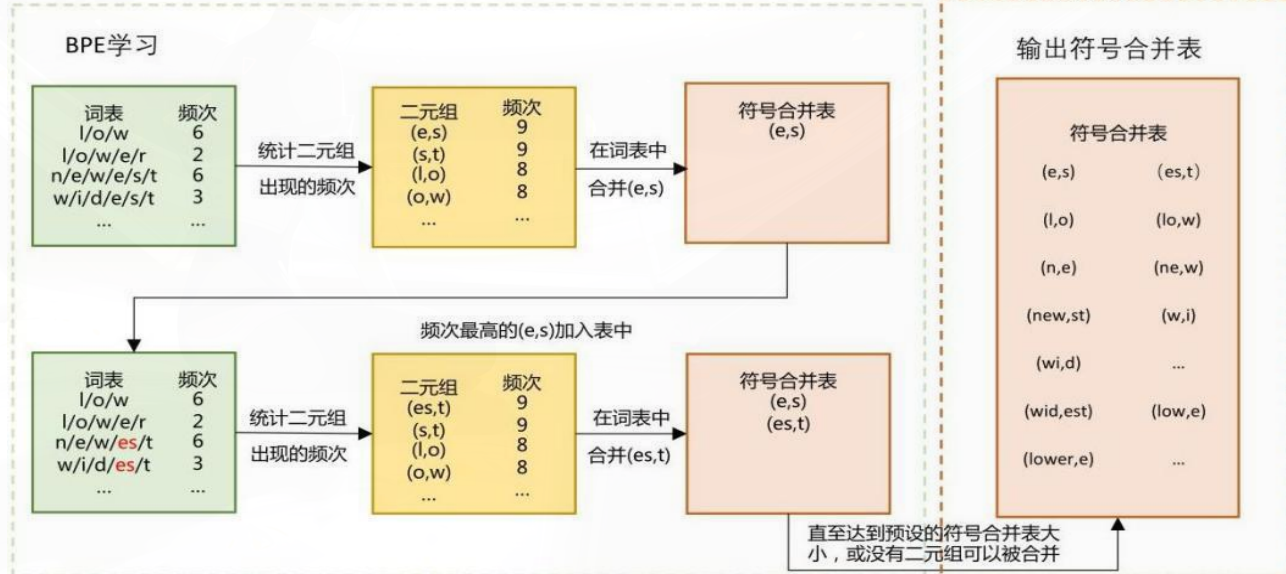 BPE学习
词表 频次
l/o/w 6
l/o/w/e/r 2
n/e/w/e/s/t 6
w/i/d/e/s/t 3
... ...
统计二元组
出现的频次
二元组 频次
(e,s) 9
(s,t) 9
(l,o) 8
(o,w) 8
... ...
在词表中
合并(e,s)
符号合并表
(e,s)
频次最高的(e,s)加入表中
词表 频次
l/o/w 6
l/o/w/e/r 2
n/e/w/es/t 6
w/i/d/es/t 3
... ...
统计二元组
出现的频次
二元组 频次
(es,t) 9
(s,t) 9
(l,o) 8
(o,w) 8
... ...
在词表中
合并(es,t)
符号合并表
(e,s)
(es,t)
直至达到预设的符号合并表大
小，或没有二元组可以被合并
输出符号合并表
符号合并表
(e,s) (es,t)
(l,o) (lo,w)
(n,e) (ne,w)
(new,st) (w,i)
(wi,d) ...
(wid,est) (low,e)
(lower,e) ...